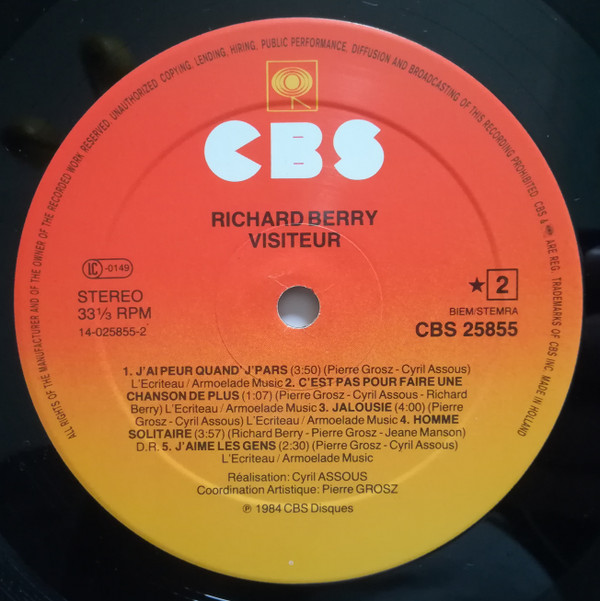 ALL RIGHTS OF THE MANUFACTURER AND OF THE OWNER OF THE RECORDED WORK RESERVED. UNAUTHORIZED COPYING, LENDING, HIRING, PUBLIC PERFORMANCE, DIFFUSION AND BROADCASTING OF THIS RECORDING PROHIBITED. CBS & ARE REG. TRADEMARKS OF CBS INC. MADE IN HOLLAND
CBS
RICHARD BERRY
VISITEUR
LC-0149
STEREO
33⅓ RPM
14-025855-2
★ 2
BIEM/STEMRA
CBS 25855
1. J'AI PEUR QUAND' J'PARS (3:50) (Pierre Grosz - Cyril Assous)
L'Ecriteau / Armoelade Music 2. C'EST PAS POUR FAIRE UNE
CHANSON DE PLUS (1:07) (Pierre Grosz - Cyril Assous - Richard
Berry) L'Ecriteau / Armoelade Music 3. JALOUSIE (4:00) (Pierre
Grosz - Cyril Assous) L'Ecriteau / Armoelade Music 4. HOMME
SOLITAIRE (3:57) (Richard Berry - Pierre Grosz - Jeane Manson)
D.R. 5. J'AIME LES GENS (2:30) (Pierre Grosz - Cyril Assous)
L'Ecriteau / Armoelade Music
Réalisation: Cyril ASSOUS
Coordination Artistique: Pierre GROSZ
℗ 1984 CBS Disques